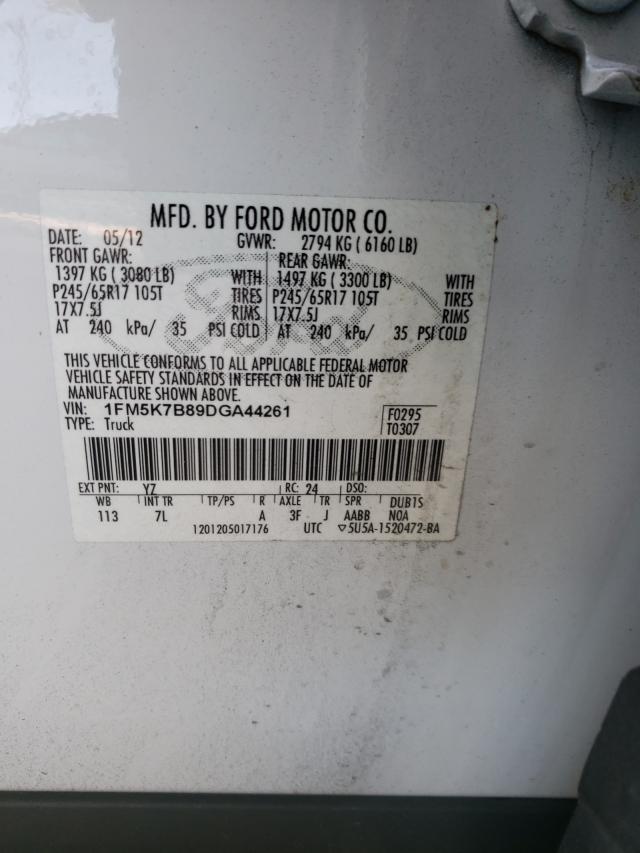 MFD. BY FORD MOTOR CO.
DATE: 05/12 GVWR: 2794 KG ( 6160 LB)
FRONT GAWR: REAR GAWR:
1397 KG ( 3080 LB) WITH 1497 KG ( 3300 LB) WITH
P245/65R17 105T TIRES P245/65R17 105T TIRES
17X7.5J RIMS 17X7.5J RIMS
AT 240 kPa/ 35 PSI COLD AT 240 kPa/ 35 PSI COLD
THIS VEHICLE CONFORMS TO ALL APPLICABLE FEDERAL MOTOR
VEHICLE SAFETY STANDARDS IN EFFECT ON THE DATE OF
MANUFACTURE SHOWN ABOVE.
VIN: 1FM5K7B89DGA44261 F0295
TYPE: Truck T0307
EXT PNT: YZ RC: 24 DSO:
WB INT TR TP/PS R AXLE TR SPR DUB1S
113 7L A 3F J AABB NOA
1201205017176 UTC ▽5U5A-1520472-BA